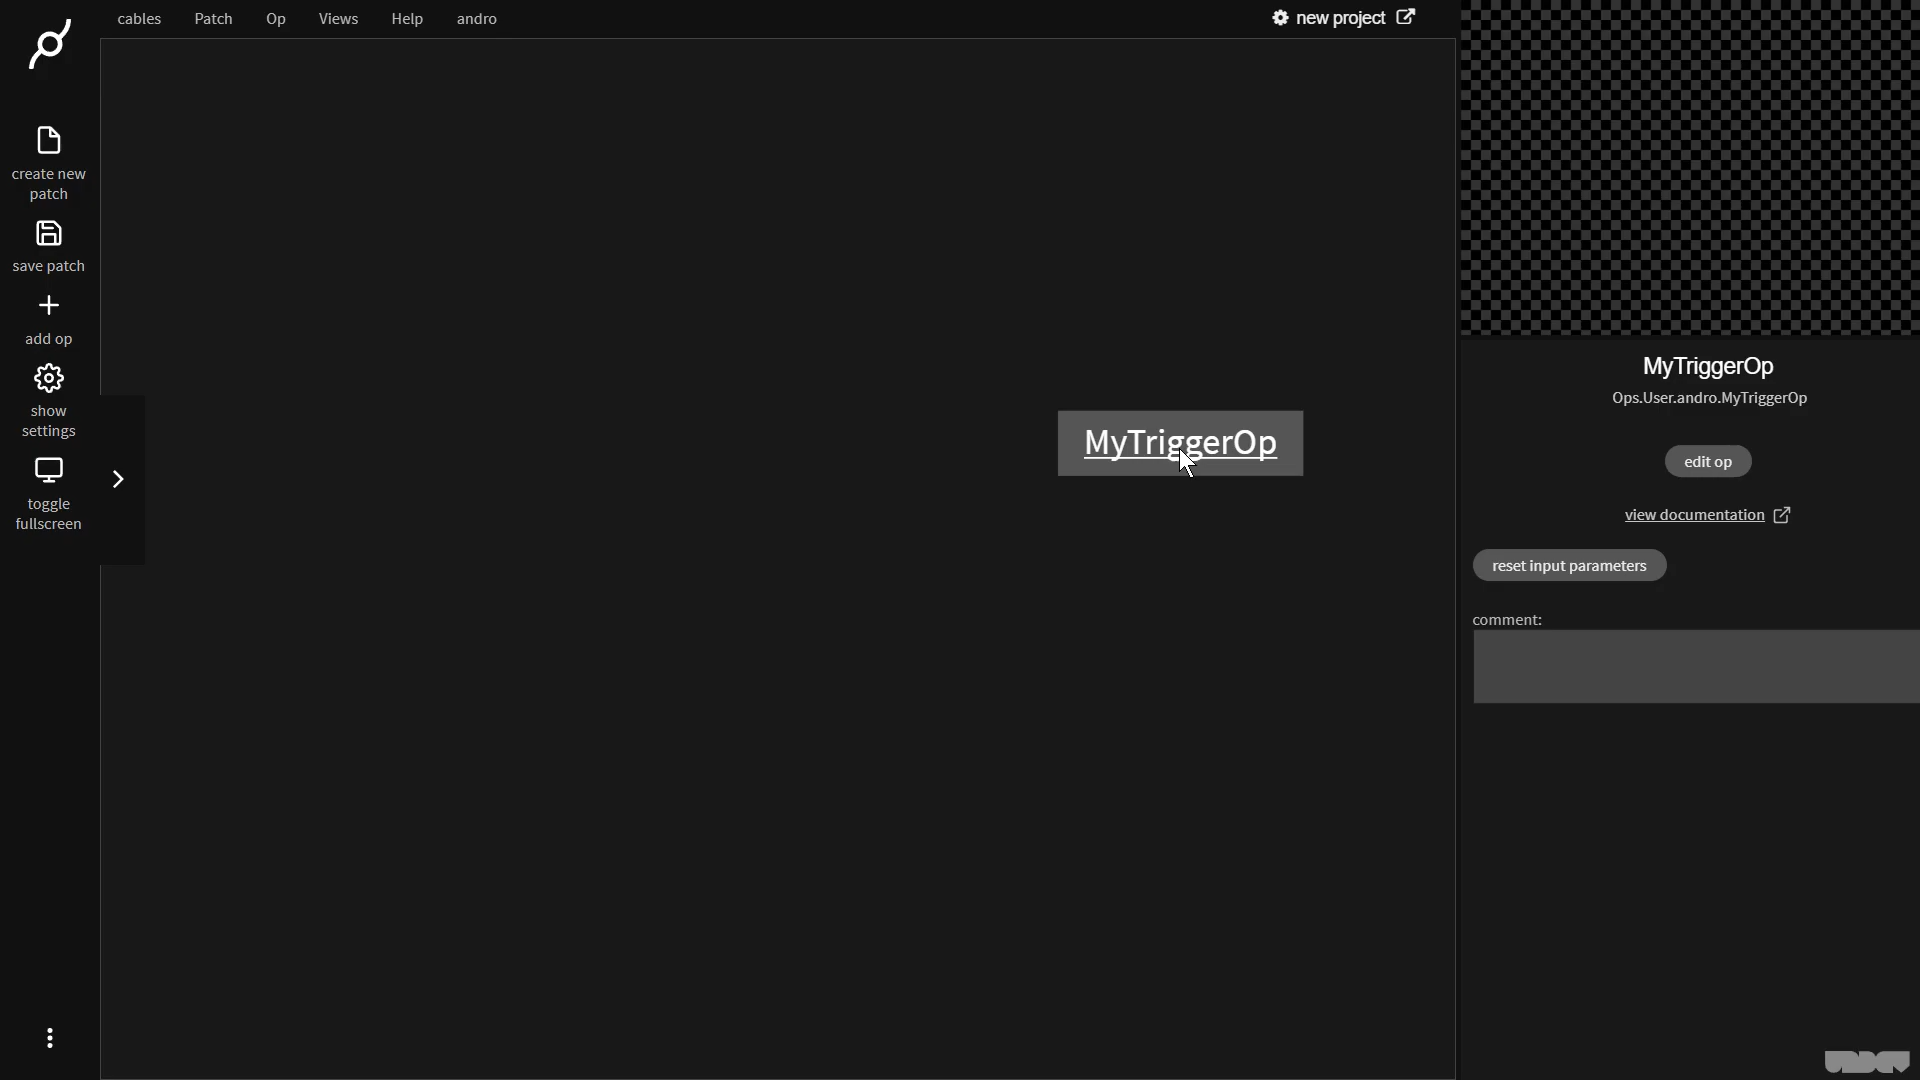 cables Patch Op Views Help andro new project
create new
patch
save patch
add op
show
settings
toggle
fullscreen
MyTriggerOp
MyTriggerOp
Ops.User.andro.MyTriggerOp
edit op
view documentation
reset input parameters
comment: